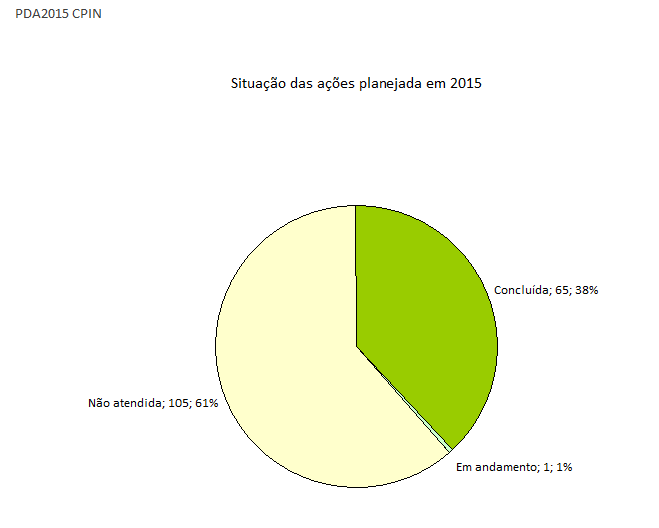 PDA2015 CPIN
Situação das ações planejada em 2015
Concluída; 65; 38%
Não atendida; 105; 61%
Em andamento; 1; 1%